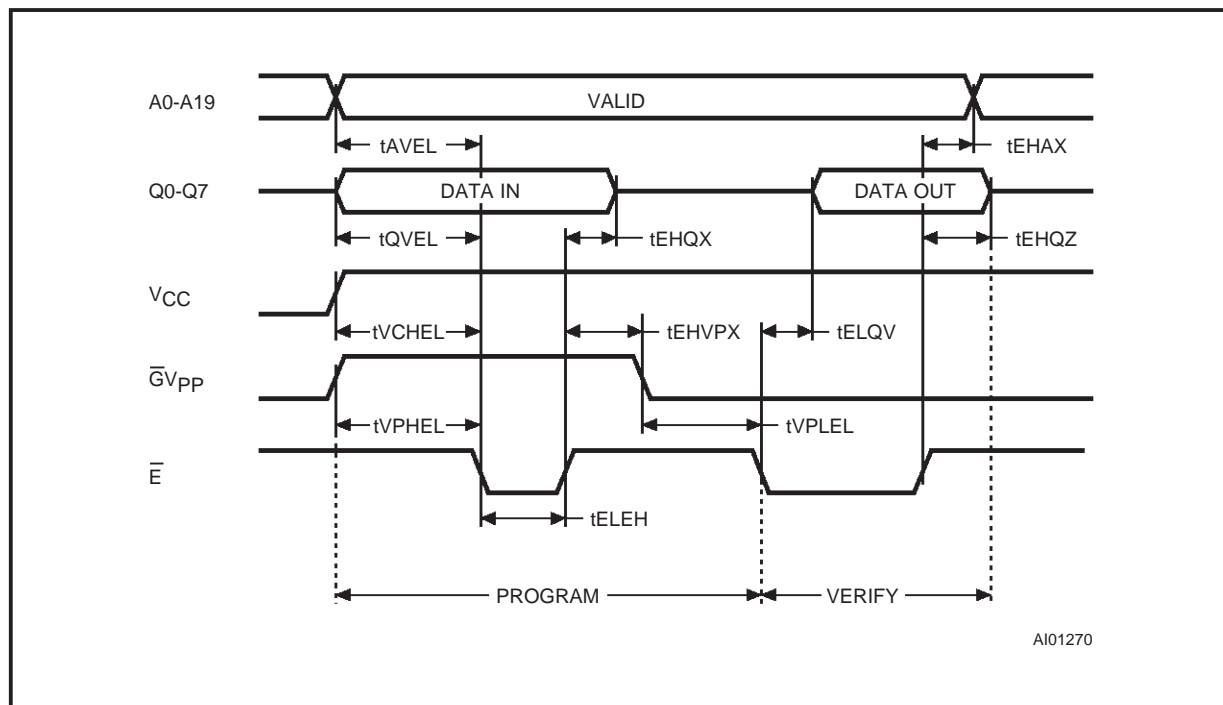 A0-A19
VALID
tAVEL
tEHAX
Q0-Q7
DATA IN
DATA OUT
tQVEL
tEHQX
tEHQZ
VCC
tVCHEL
tEHVPX
tELQV
G̅VPP
tVPHEL
tVPLEL
E̅
tELEH
PROGRAM
VERIFY
AI01270